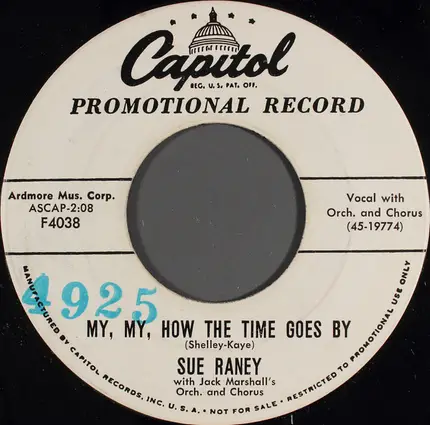 Capitol
REG. U.S. PAT. OFF.
PROMOTIONAL RECORD
Ardmore Mus. Corp.
ASCAP-2:08
F4038
Vocal with
Orch. and Chorus
(45-19774)
4925
MY, MY, HOW THE TIME GOES BY
(Shelley-Kaye)
SUE RANEY
with Jack Marshall's
Orch. and Chorus
MANUFACTURED BY CAPITOL RECORDS, INC. U.S.A. • NOT FOR SALE • RESTRICTED TO PROMOTIONAL USE ONLY